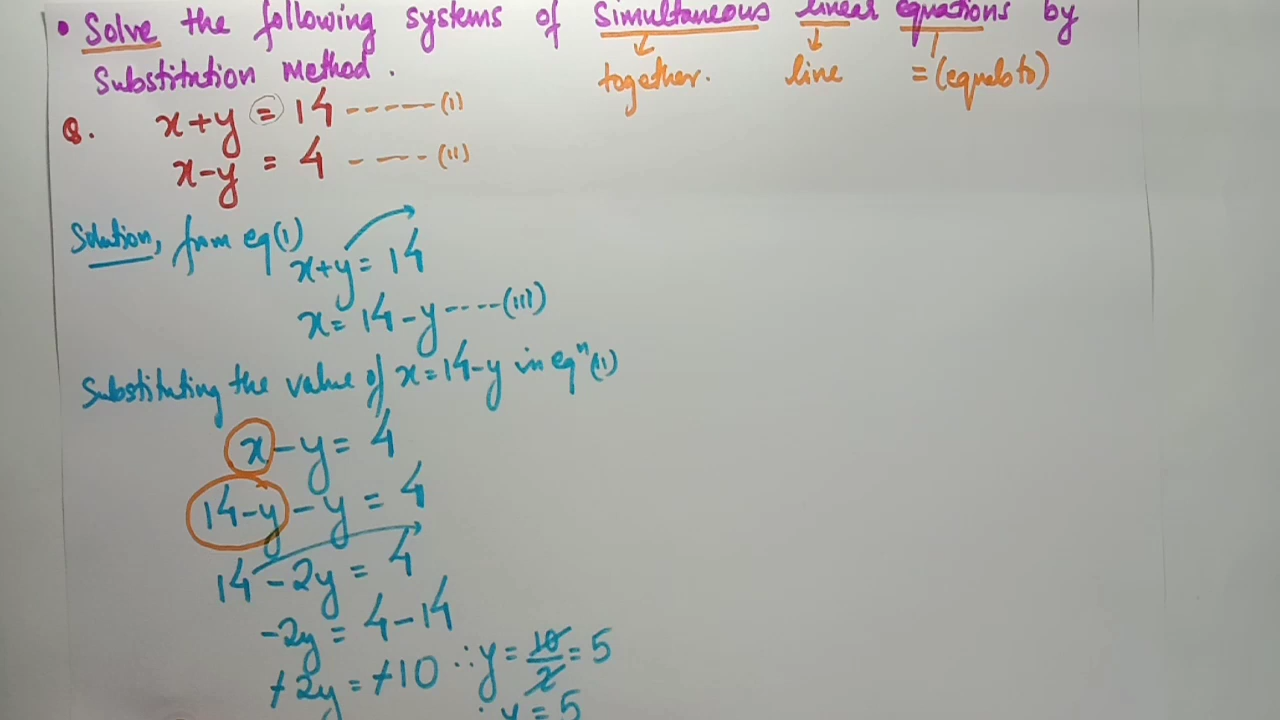 • Solve the following systems of Simultaneous linear equations by
Substitution Method.
together. line = (equals to)
Q. x+y = 14 ------(i)
x-y = 4 -----(ii)
Solution, from eq(i)
x+y = 14
x = 14-y ----(iii)
Substituting the value of x=14-y in eqⁿ(ii)
x-y = 4
14-y-y = 4
14-2y = 4
-2y = 4-14
+2y = +10 ∴ y = 10/2 = 5
∴ y = 5